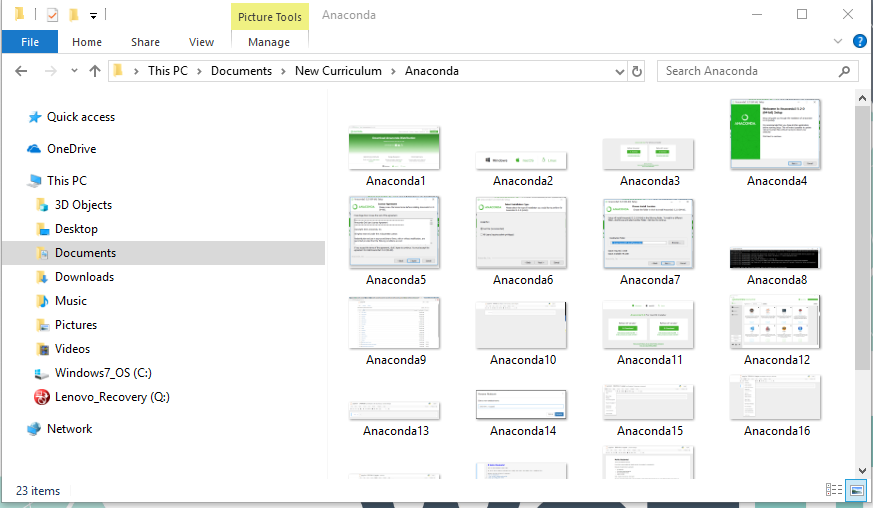 Picture Tools
Anaconda
File
Home
Share
View
Manage
This PC
Documents
New Curriculum
Anaconda
Search Anaconda
Quick access
OneDrive
This PC
3D Objects
Desktop
Documents
Downloads
Music
Pictures
Videos
Windows7_OS (C:)
Lenovo_Recovery (Q:)
Network
Anaconda1
Anaconda2
Anaconda3
Anaconda4
Anaconda5
Anaconda6
Anaconda7
Anaconda8
Anaconda9
Anaconda10
Anaconda11
Anaconda12
Anaconda13
Anaconda14
Anaconda15
Anaconda16
23 items